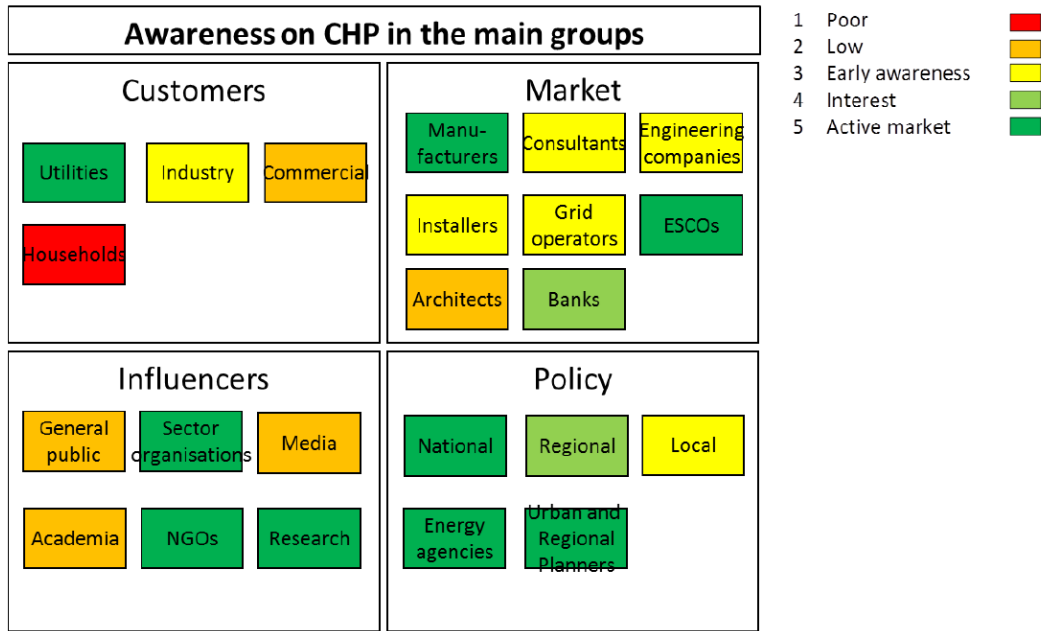 Awareness on CHP in the main groups
1 Poor
2 Low
3 Early awareness
4 Interest
5 Active market
Customers
Utilities
Industry
Commercial
Households
Market
Manu-
facturers
Consultants
Engineering
companies
Installers
Grid
operators
ESCOs
Architects
Banks
Influencers
General
public
Sector
organisations
Media
Academia
NGOs
Research
Policy
National
Regional
Local
Energy
agencies
Urban and
Regional
Planners